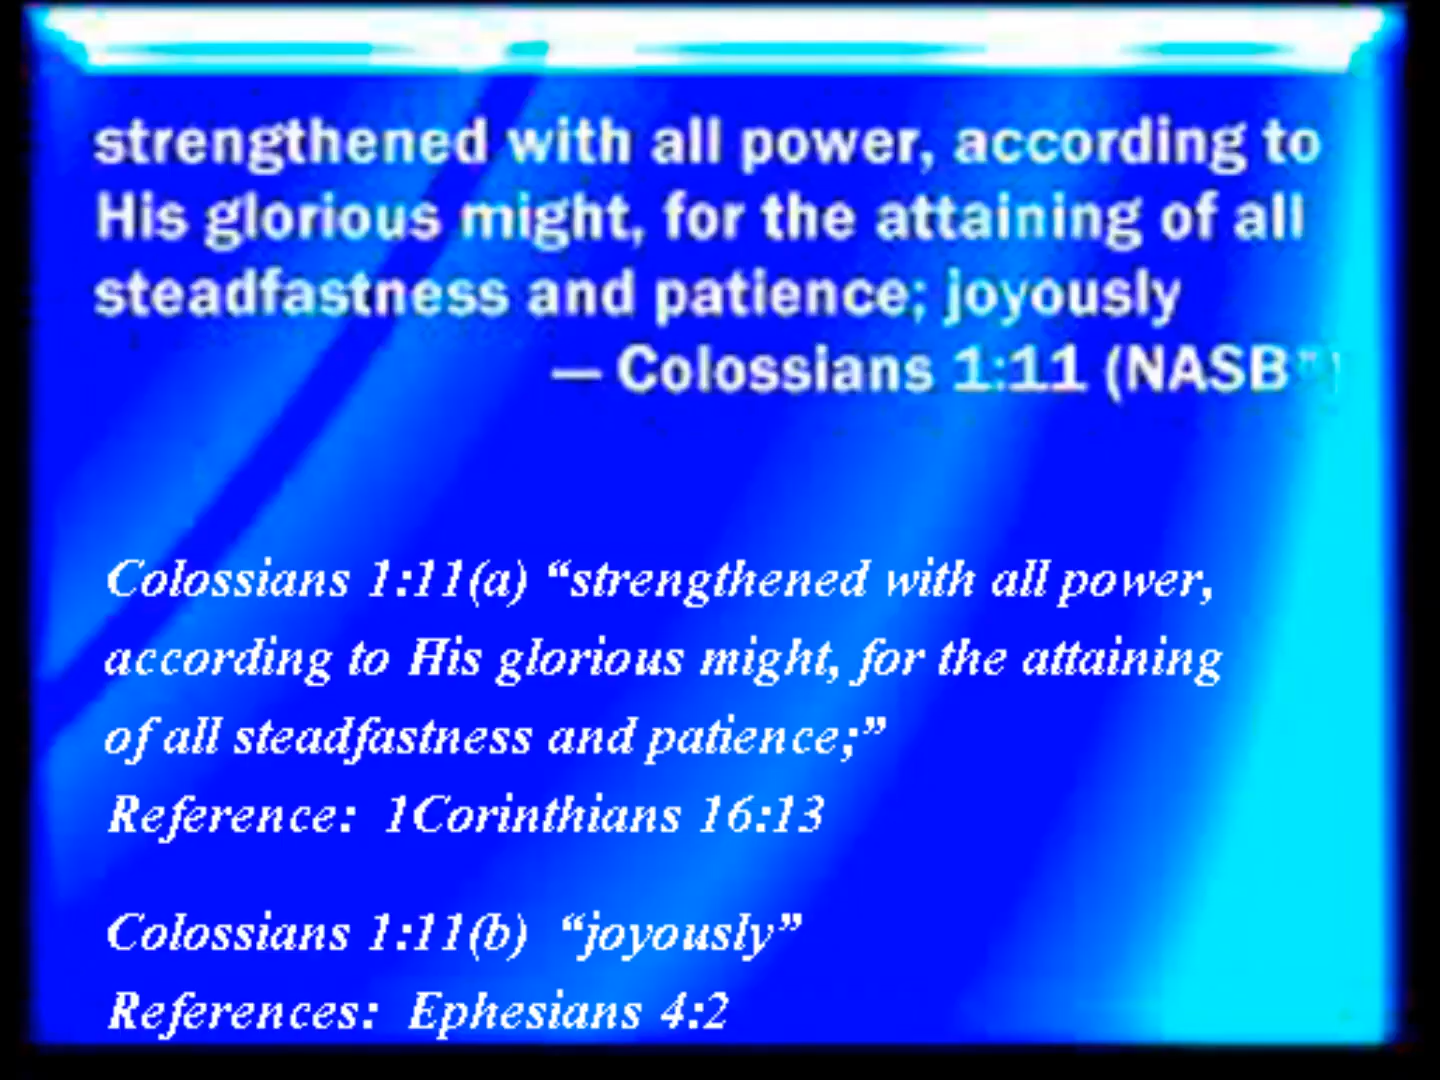 strengthened with all power, according to
His glorious might, for the attaining of all
steadfastness and patience; joyously
— Colossians 1:11 (NASB")
Colossians 1:11(a) “strengthened with all power,
according to His glorious might, for the attaining
of all steadfastness and patience;”
Reference: 1Corinthians 16:13
Colossians 1:11(b) “joyously”
References: Ephesians 4:2